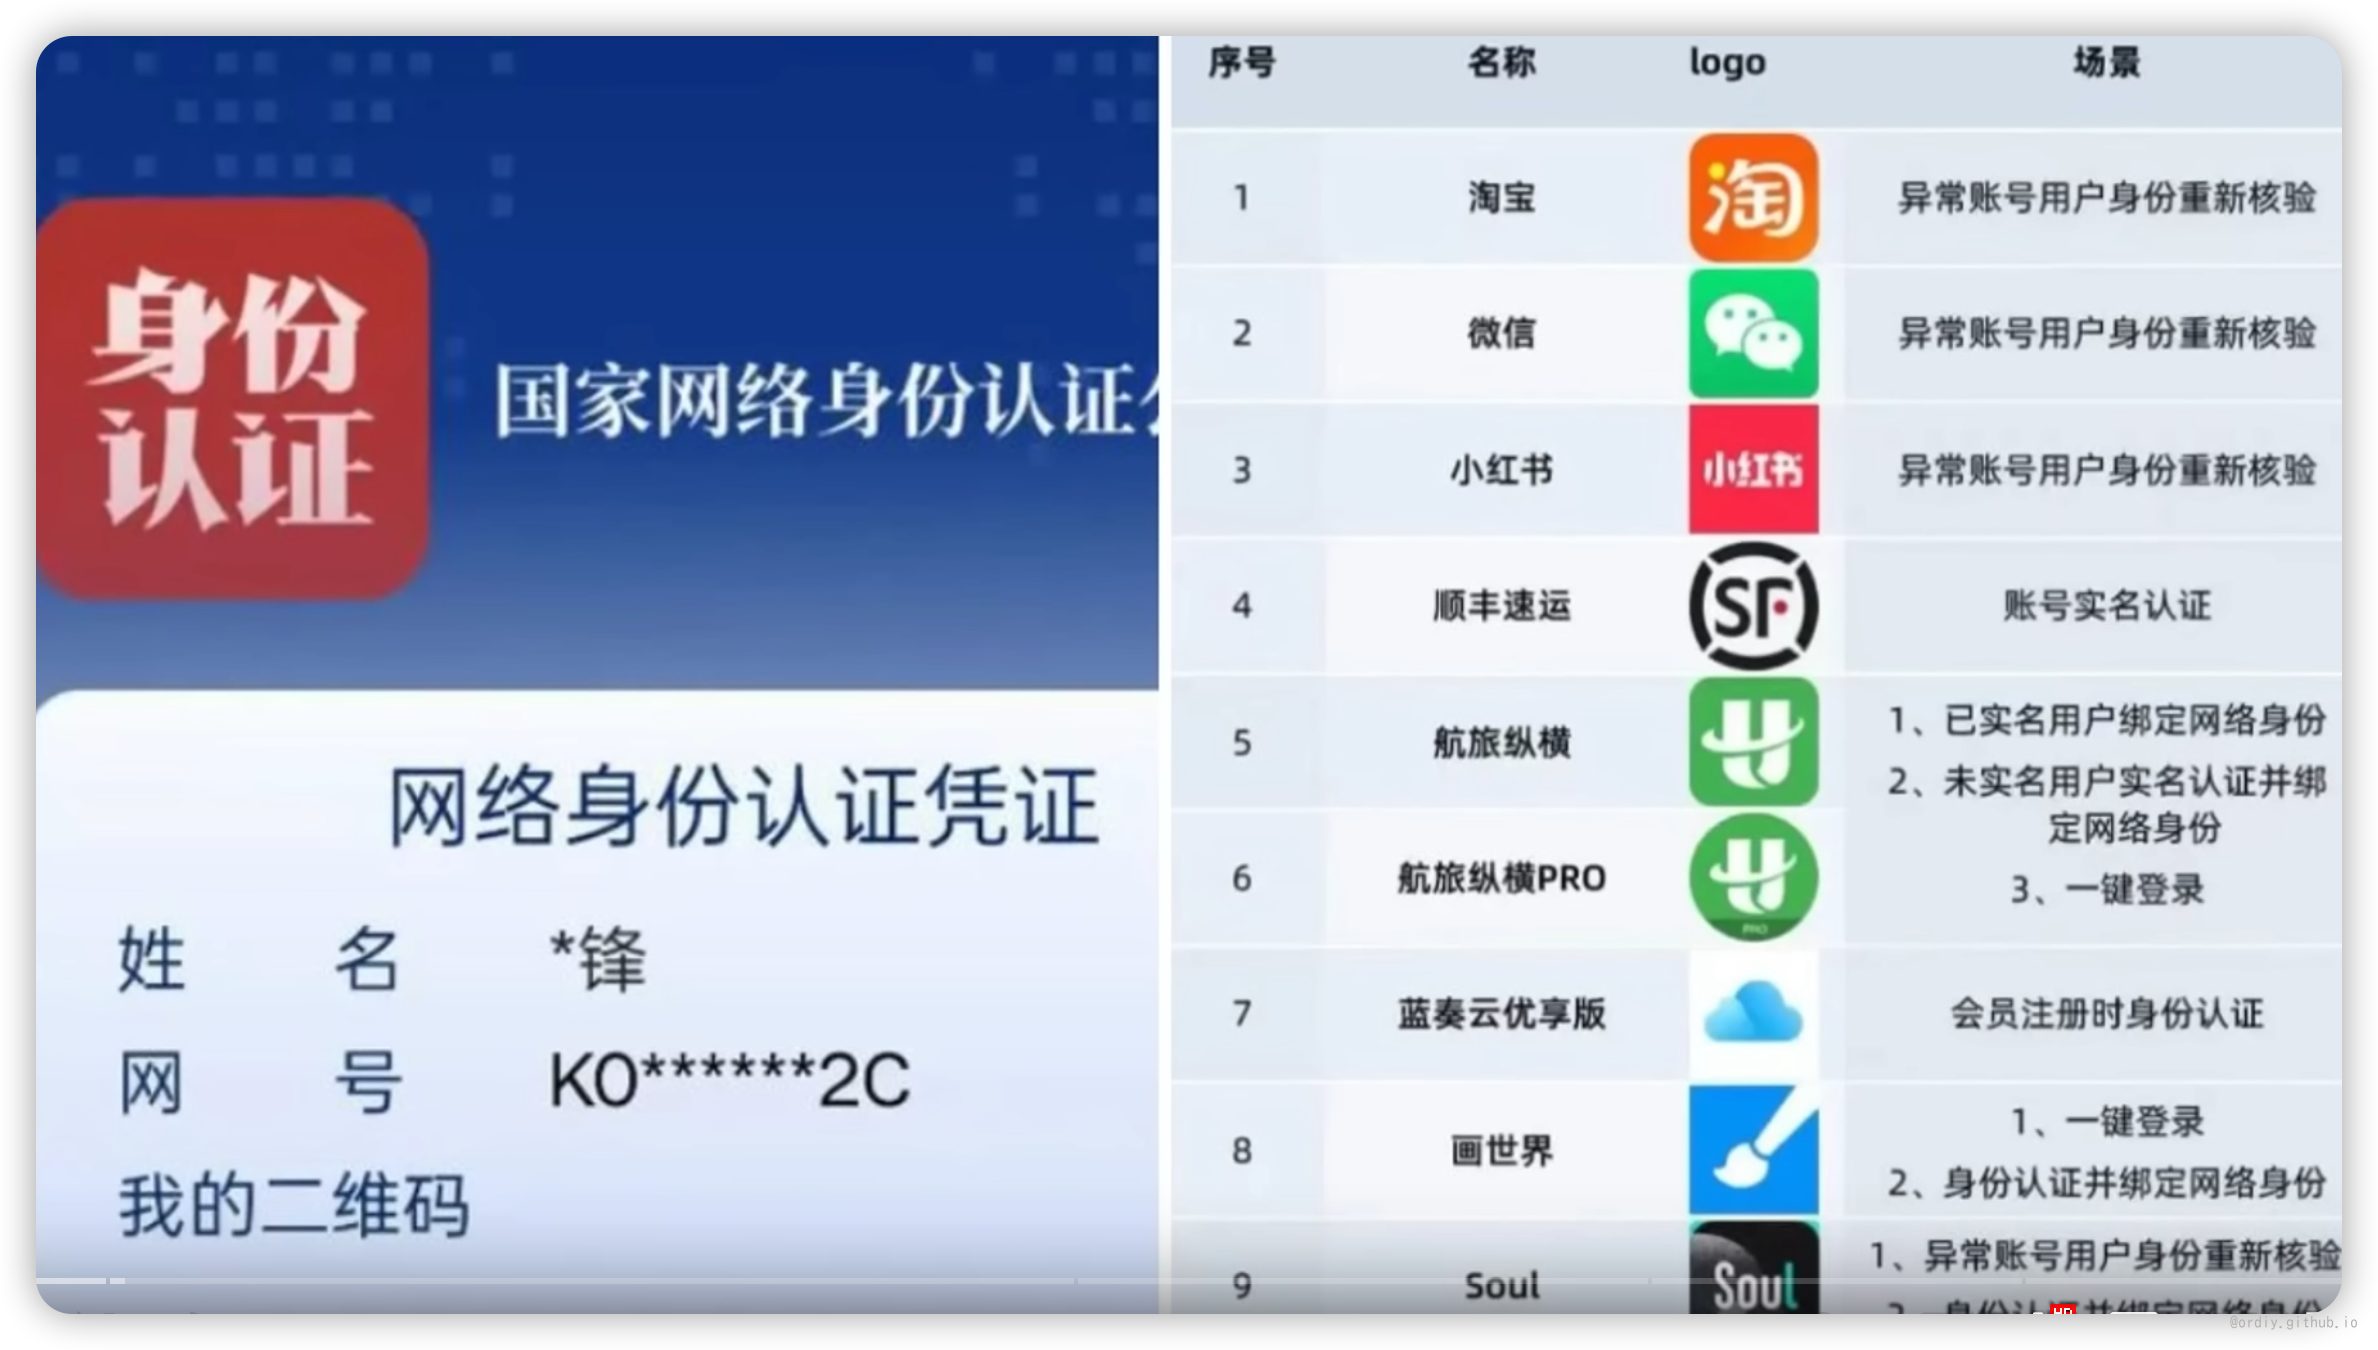 身份
认证
国家网络身份认证
网络身份认证凭证
姓 名 *锋
网 号 K0******2C
我的二维码
序号 名称 logo 场景
1 淘宝 淘 异常账号用户身份重新核验
2 微信 异常账号用户身份重新核验
3 小红书 小红书 异常账号用户身份重新核验
4 顺丰速运 SF 账号实名认证
5 航旅纵横
1、已实名用户绑定网络身份
2、未实名用户实名认证并绑
定网络身份
6 航旅纵横PRO PRO
3、一键登录
7 蓝奏云优享版 会员注册时身份认证
8 画世界
1、一键登录
2、身份认证并绑定网络身份
9 Soul Soul
1、异常账号用户身份重新核验
HD
@ordiy.github.io